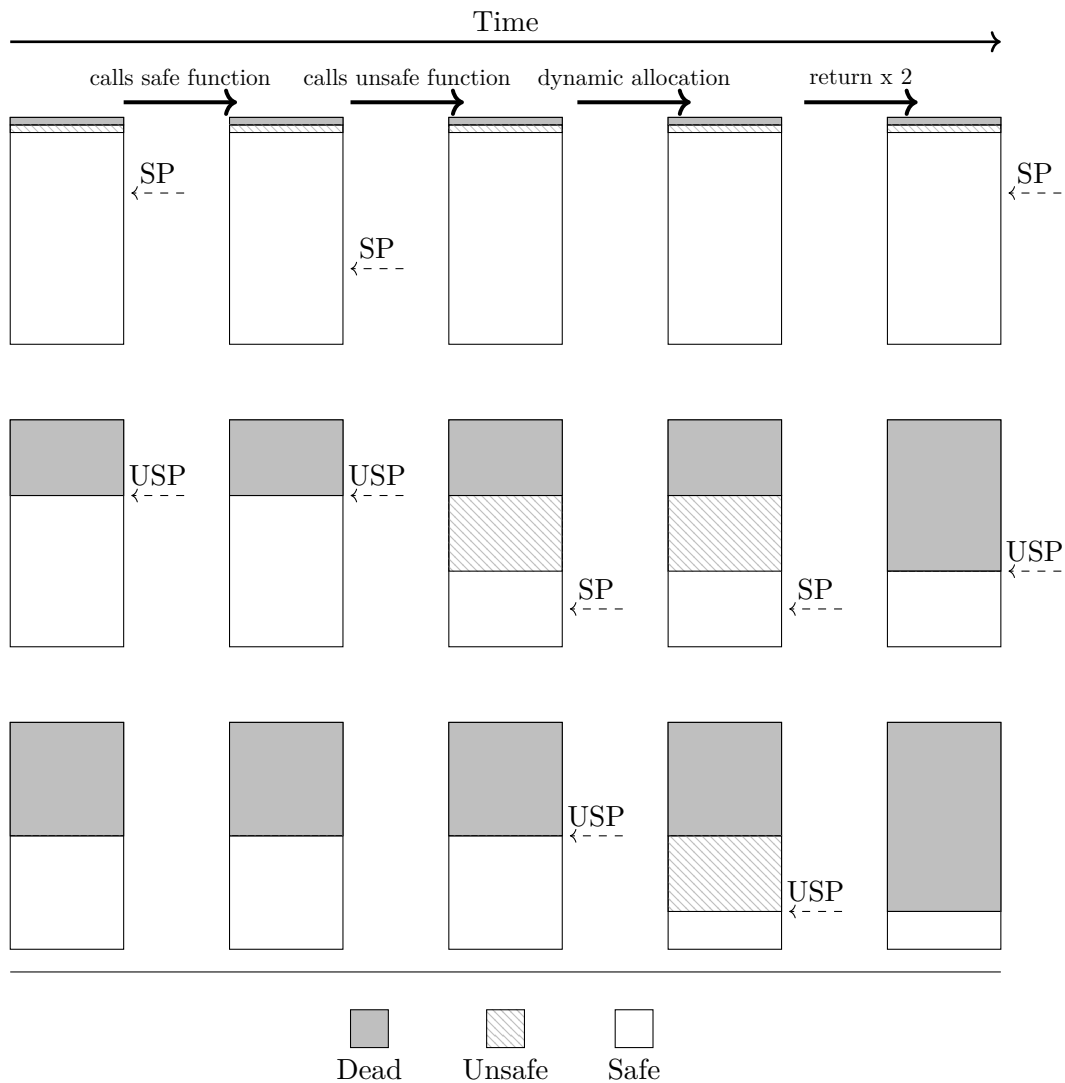 Time
calls safe function calls unsafe function dynamic allocation return x 2
SP SP
SP
USP USP
USP
SP SP
USP
USP
Dead Unsafe Safe